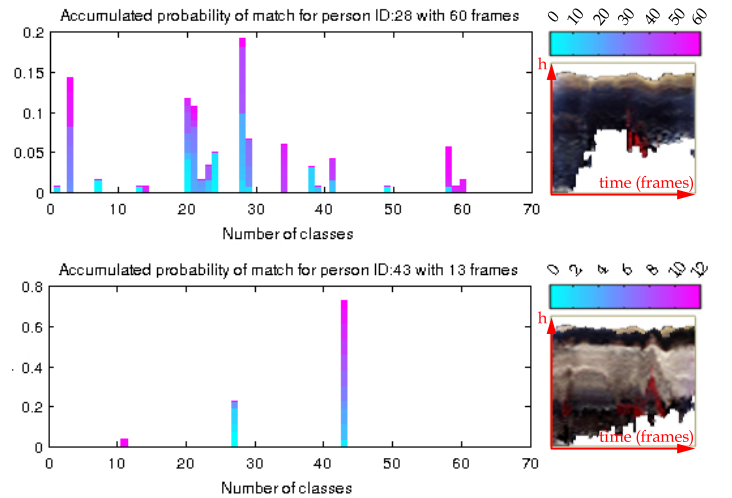 Accumulated probability of match for person ID:28 with 60 frames
0 10 20 30 40 50 60
0.2
0.15
0.1
0.05
0
0 10 20 30 40 50 60 70
Number of classes
h
time (frames)
Accumulated probability of match for person ID:43 with 13 frames
0 2 4 6 8 10 12
0.8
0.6
0.4
0.2
0
0 10 20 30 40 50 60 70
Number of classes
h
time (frames)